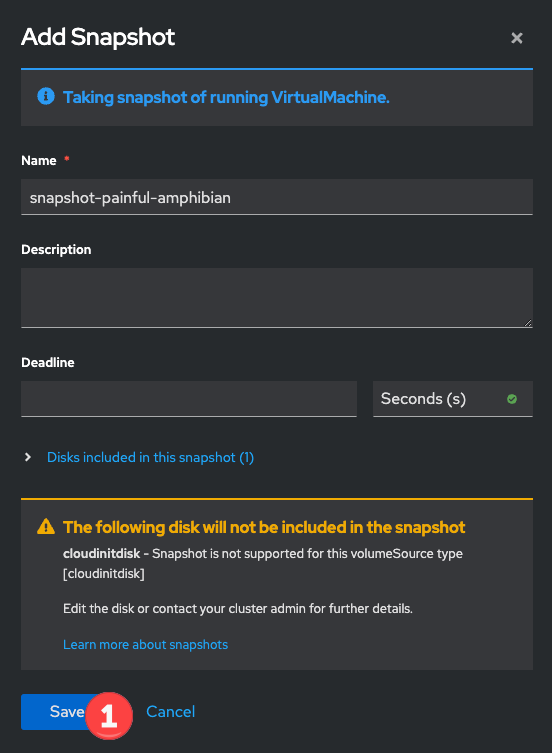 Add Snapshot
Taking snapshot of running VirtualMachine.
Name *
snapshot-painful-amphibian
Description
Deadline
Seconds (s)
Disks included in this snapshot (1)
The following disk will not be included in the snapshot
cloudinitdisk - Snapshot is not supported for this volumeSource type
[cloudinitdisk]
Edit the disk or contact your cluster admin for further details.
Learn more about snapshots
Save 1 Cancel